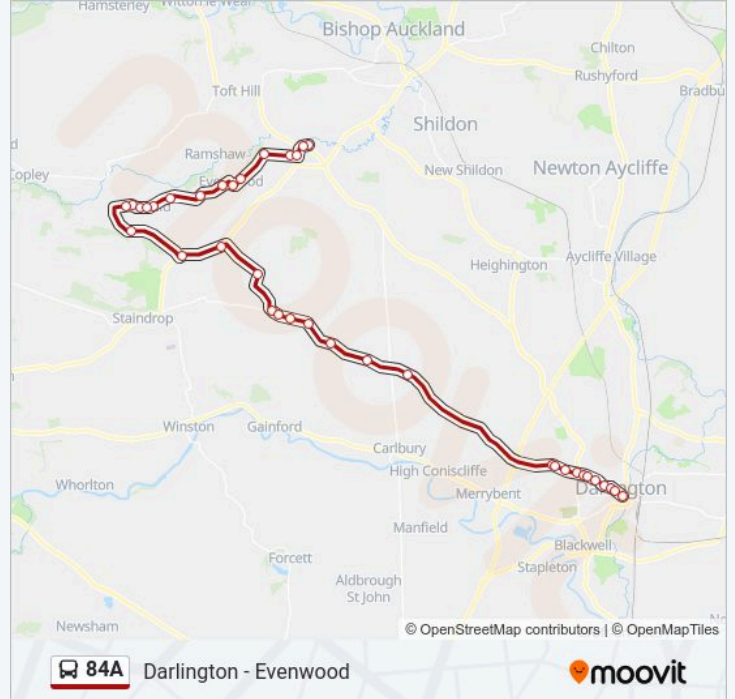 Hamsterley
Bishop Auckland
Chilton
Rushyford
Toft Hill
Bradbu
Shildon
Ramshaw
New Shildon
Newton Aycliffe
Copley
Heighington
Aycliffe Village
Staindrop
Winston
Gainford
Carlbury
High Coniscliffe
Whorlton
Merrybent
Darlington
Manfield
Blackwell
Stapleton
Forcett
Aldbrough
St John
Newsham
© OpenStreetMap contributors | © OpenMapTiles
84A
Darlington - Evenwood
moovit